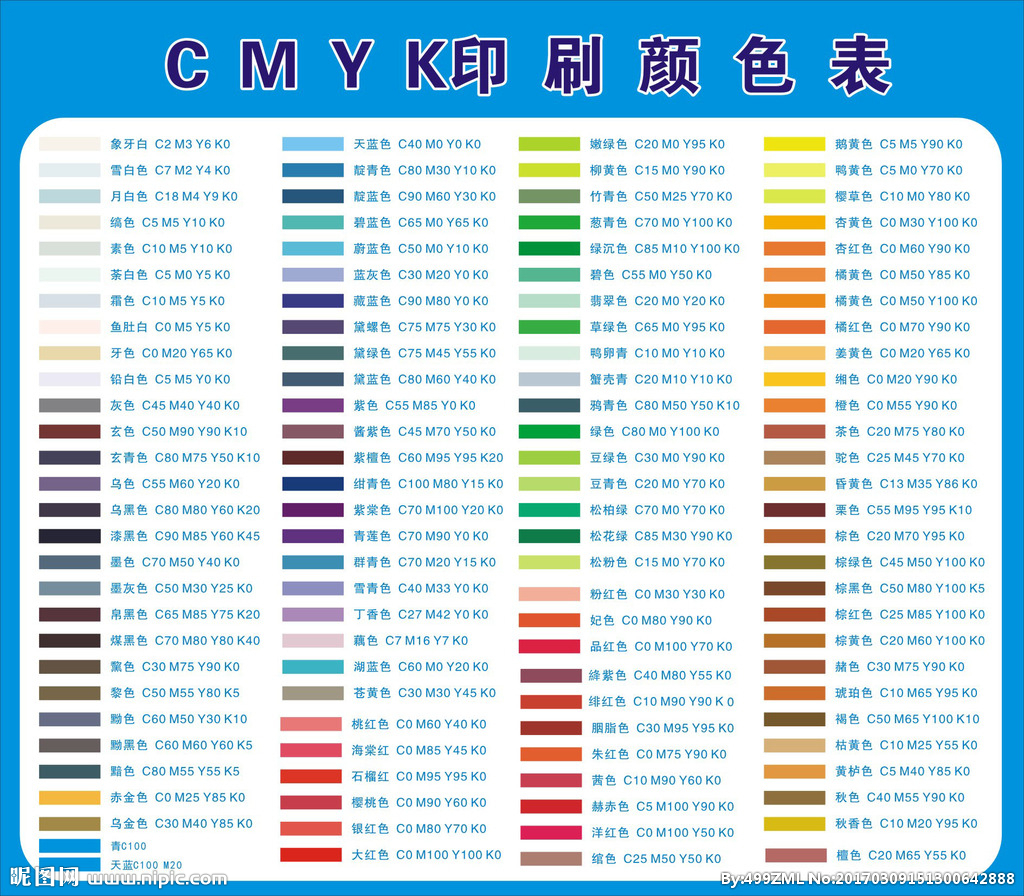 CMYK印刷颜色表
象牙白 C2 M3 Y6 K0
雪白色 C7 M2 Y4 K0
月白色 C18 M4 Y9 K0
缟色 C5 M5 Y10 K0
素色 C10 M5 Y10 K0
荼白色 C5 M0 Y5 K0
霜色 C10 M5 Y5 K0
鱼肚白 C0 M5 Y5 K0
牙色 C0 M20 Y65 K0
铅白色 C5 M5 Y0 K0
灰色 C45 M40 Y40 K0
玄色 C50 M90 Y90 K10
玄青色 C80 M75 Y50 K10
乌色 C55 M60 Y20 K0
乌黑色 C80 M80 Y60 K20
漆黑色 C90 M85 Y60 K45
墨色 C70 M50 Y40 K0
墨灰色 C50 M30 Y25 K0
帛黑色 C65 M85 Y75 K20
煤黑色 C70 M80 Y80 K40
黧色 C30 M75 Y90 K0
黎色 C50 M55 Y80 K5
黝色 C60 M50 Y30 K10
黝黑色 C60 M60 Y60 K5
黯色 C80 M55 Y55 K5
赤金色 C0 M25 Y85 K0
乌金色 C30 M40 Y85 K0
青C100
天蓝C100 M20
天蓝色 C40 M0 Y0 K0
靛青色 C80 M30 Y10 K0
靛蓝色 C90 M60 Y30 K0
碧蓝色 C65 M0 Y65 K0
蔚蓝色 C50 M0 Y10 K0
蓝灰色 C30 M20 Y0 K0
藏蓝色 C90 M80 Y0 K0
黛螺色 C75 M75 Y30 K0
黛绿色 C75 M45 Y55 K0
黛蓝色 C80 M60 Y40 K0
紫色 C55 M85 Y0 K0
酱紫色 C45 M70 Y50 K0
紫檀色 C60 M95 Y95 K20
绀青色 C100 M80 Y15 K0
紫棠色 C70 M100 Y20 K0
青莲色 C70 M90 Y0 K0
群青色 C70 M20 Y15 K0
雪青色 C40 M33 Y0 K0
丁香色 C27 M42 Y0 K0
藕色 C7 M16 Y7 K0
湖蓝色 C60 M0 Y20 K0
苍黄色 C30 M30 Y45 K0
桃红色 C0 M60 Y40 K0
海棠红 C0 M85 Y45 K0
石榴红 C0 M95 Y95 K0
樱桃色 C0 M90 Y60 K0
银红色 C0 M80 Y70 K0
大红色 C0 M100 Y100 K0
嫩绿色 C20 M0 Y95 K0
柳黄色 C15 M0 Y90 K0
竹青色 C50 M25 Y70 K0
葱青色 C70 M0 Y100 K0
绿沉色 C85 M10 Y100 K0
碧色 C55 M0 Y50 K0
翡翠色 C20 M0 Y20 K0
草绿色 C65 M0 Y95 K0
鸭卵青 C10 M0 Y10 K0
蟹壳青 C20 M10 Y10 K0
鸦青色 C80 M50 Y50 K10
绿色 C80 M0 Y100 K0
豆绿色 C30 M0 Y90 K0
豆青色 C20 M0 Y70 K0
松柏绿 C70 M0 Y70 K0
松花绿 C85 M30 Y90 K0
松粉色 C15 M0 Y70 K0
粉红色 C0 M30 Y30 K0
妃色 C0 M80 Y90 K0
品红色 C0 M100 Y70 K0
绛紫色 C40 M80 Y55 K0
绯红色 C10 M90 Y90 K 0
胭脂色 C30 M95 Y95 K0
朱红色 C0 M75 Y90 K0
茜色 C10 M90 Y60 K0
赫赤色 C5 M100 Y90 K0
洋红色 C0 M100 Y50 K0
绾色 C25 M50 Y50 K0
鹅黄色 C5 M5 Y90 K0
鸭黄色 C5 M0 Y70 K0
樱草色 C10 M0 Y80 K0
杏黄色 C0 M30 Y100 K0
杏红色 C0 M60 Y90 K0
橘黄色 C0 M50 Y85 K0
橘黄色 C0 M50 Y100 K0
橘红色 C0 M70 Y90 K0
姜黄色 C0 M20 Y65 K0
缃色 C0 M20 Y90 K0
橙色 C0 M55 Y90 K0
茶色 C20 M75 Y80 K0
驼色 C25 M45 Y70 K0
昏黄色 C13 M35 Y86 K0
栗色 C55 M95 Y95 K10
棕色 C20 M70 Y95 K0
棕绿色 C45 M50 Y100 K0
棕黑色 C50 M80 Y100 K5
棕红色 C25 M85 Y100 K0
棕黄色 C20 M60 Y100 K0
赭色 C30 M75 Y90 K0
琥珀色 C10 M65 Y95 K0
褐色 C50 M65 Y100 K10
枯黄色 C10 M25 Y55 K0
黄栌色 C5 M40 Y85 K0
秋色 C40 M55 Y90 K0
秋香色 C10 M20 Y95 K0
檀色 C20 M65 Y55 K0
昵图网 www.nipic.com
By:499ZML No:20170309151300642888